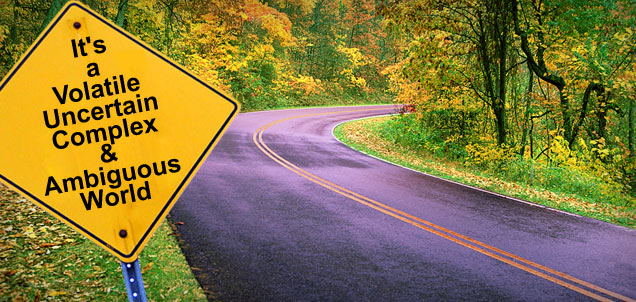 It's
a
Volatile
Uncertain
Complex
&
Ambiguous
World